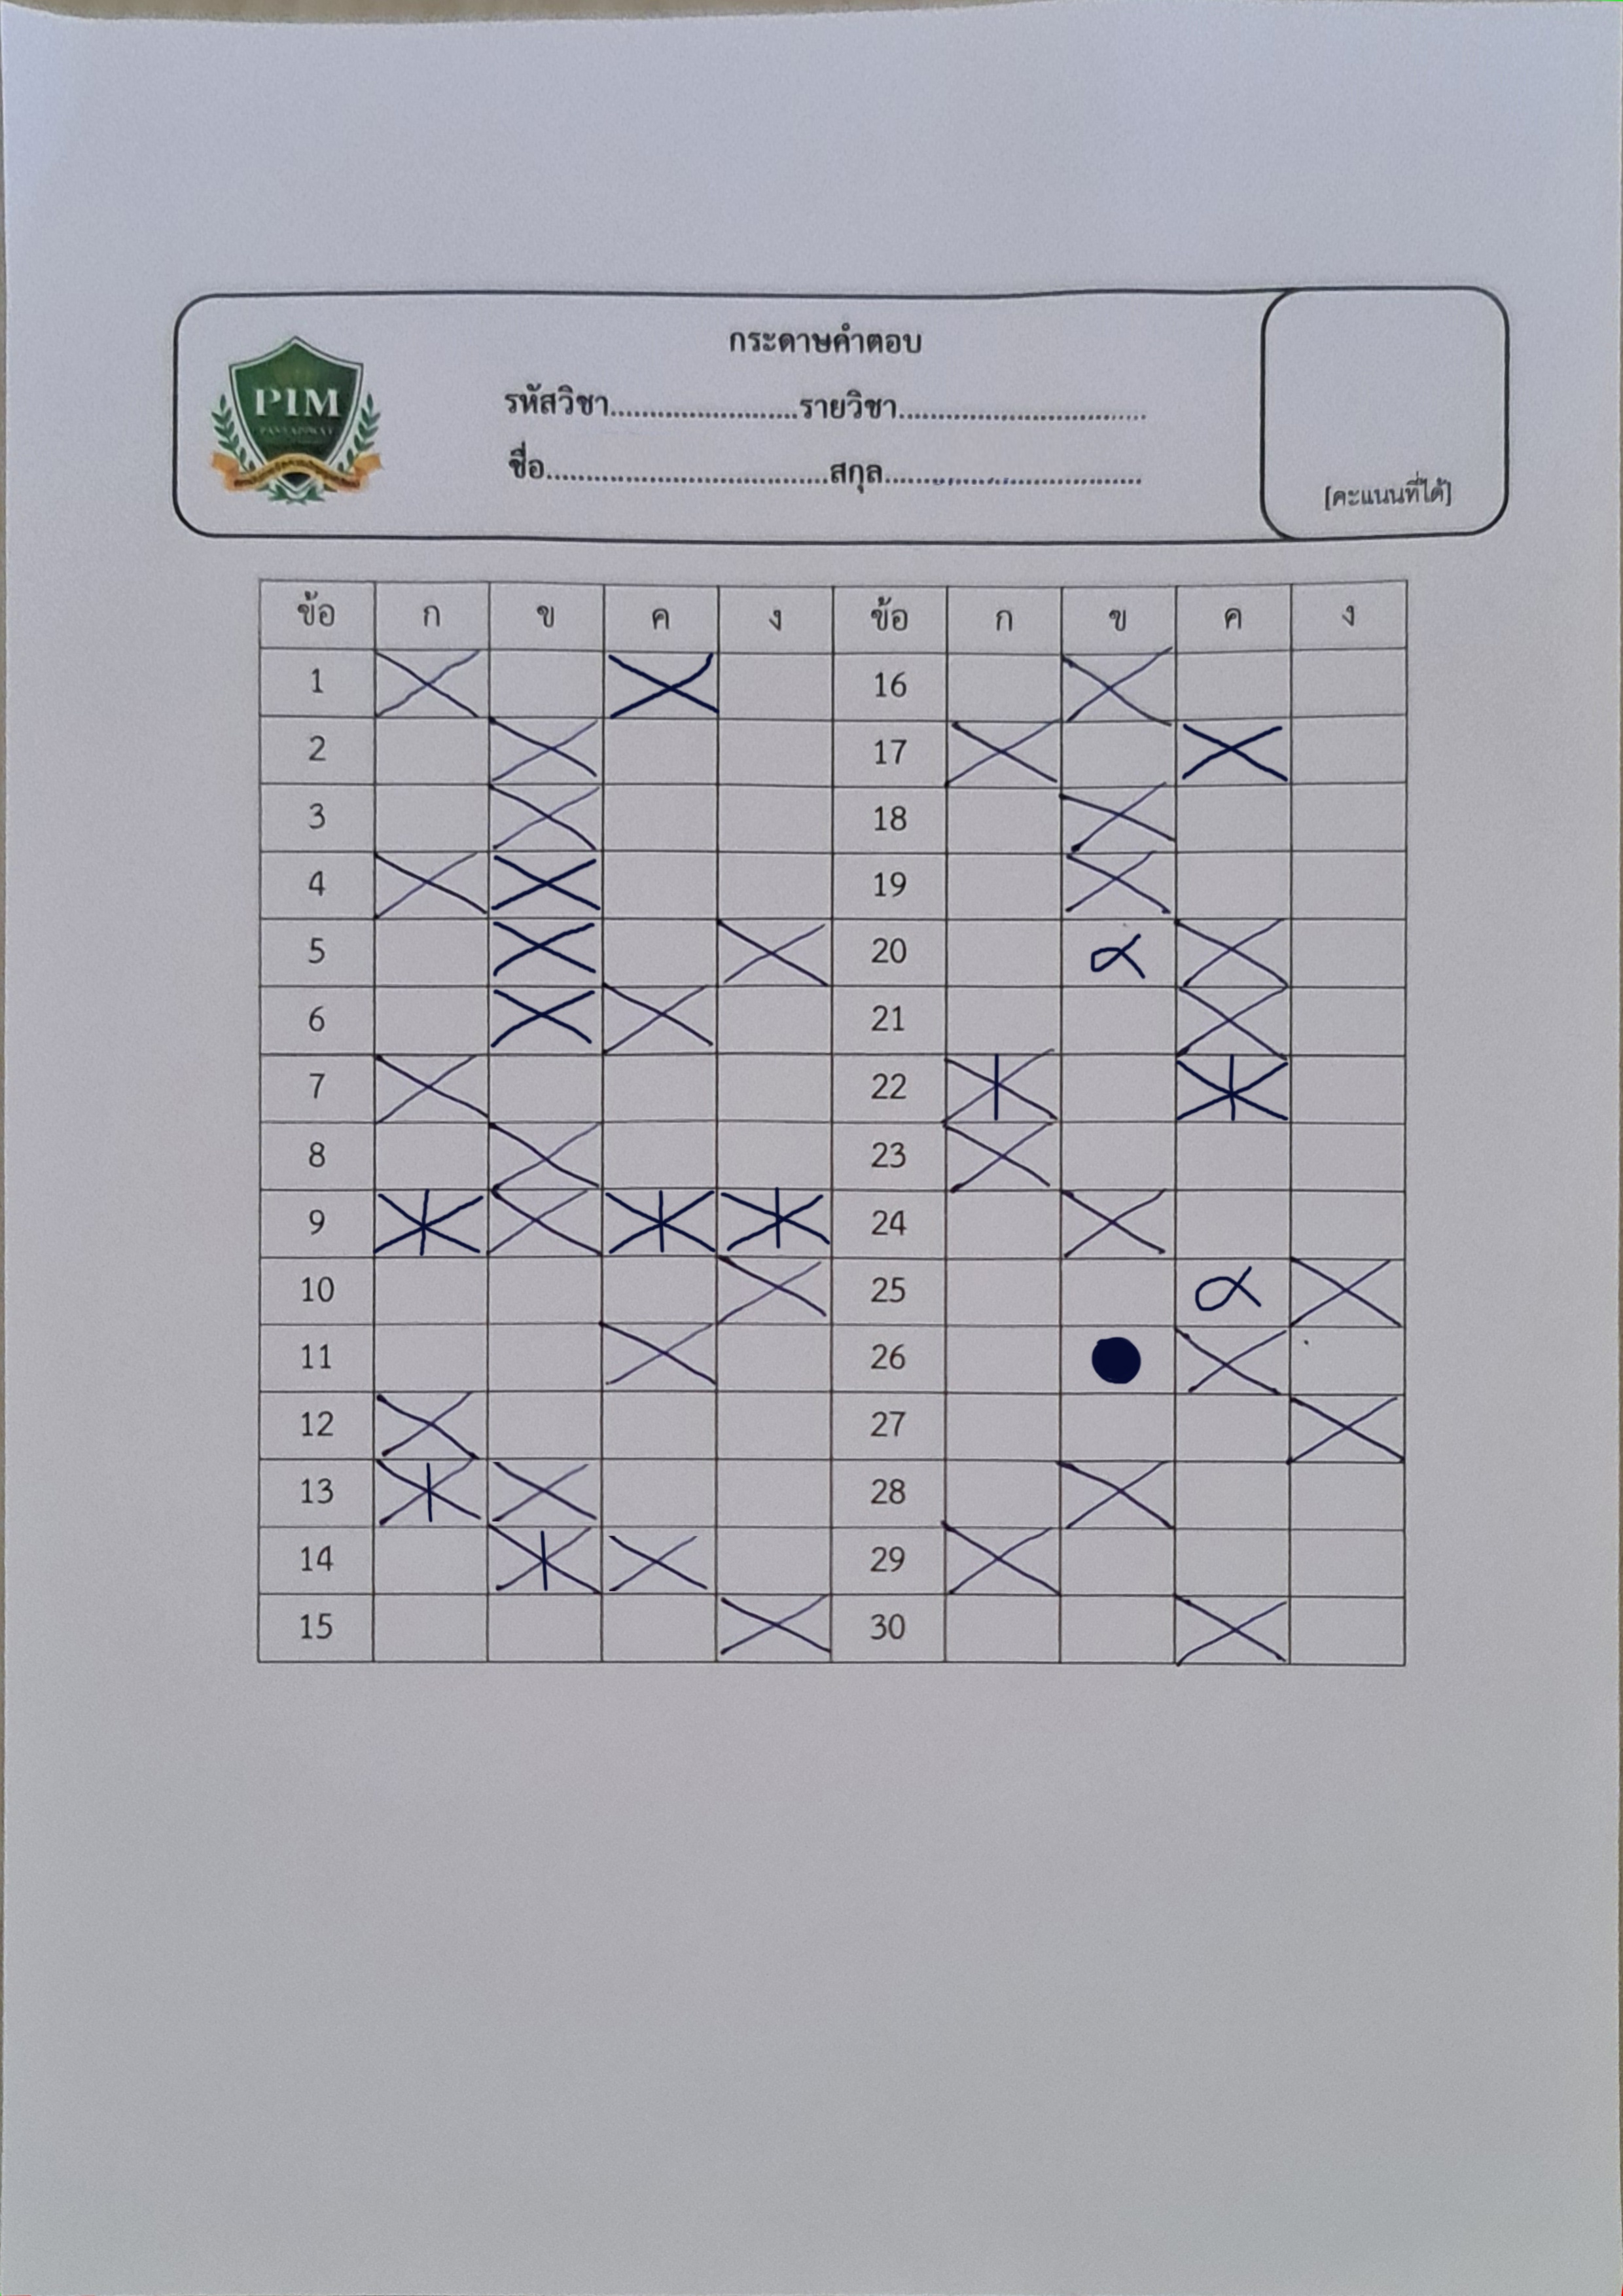 กระดาษคำตอบ
รหัสวิชา........................รายวิชา................................
ชื่อ....................................สกุล.................................
[คะแนนที่ได้]
PIM
ข้อ ก ข ค ง ข้อ ก ข ค ง
1 X X 16 X
2 X 17 X X
3 X 18 X
4 X X 19 X
5 X X 20 α X
6 X X 21 X
7 X 22 X X
8 X 23 X
9 X X X X 24 X
10 X 25 α X
11 X 26 ● X
12 X 27 X
13 X X 28 X
14 X X 29 X
15 X 30 X